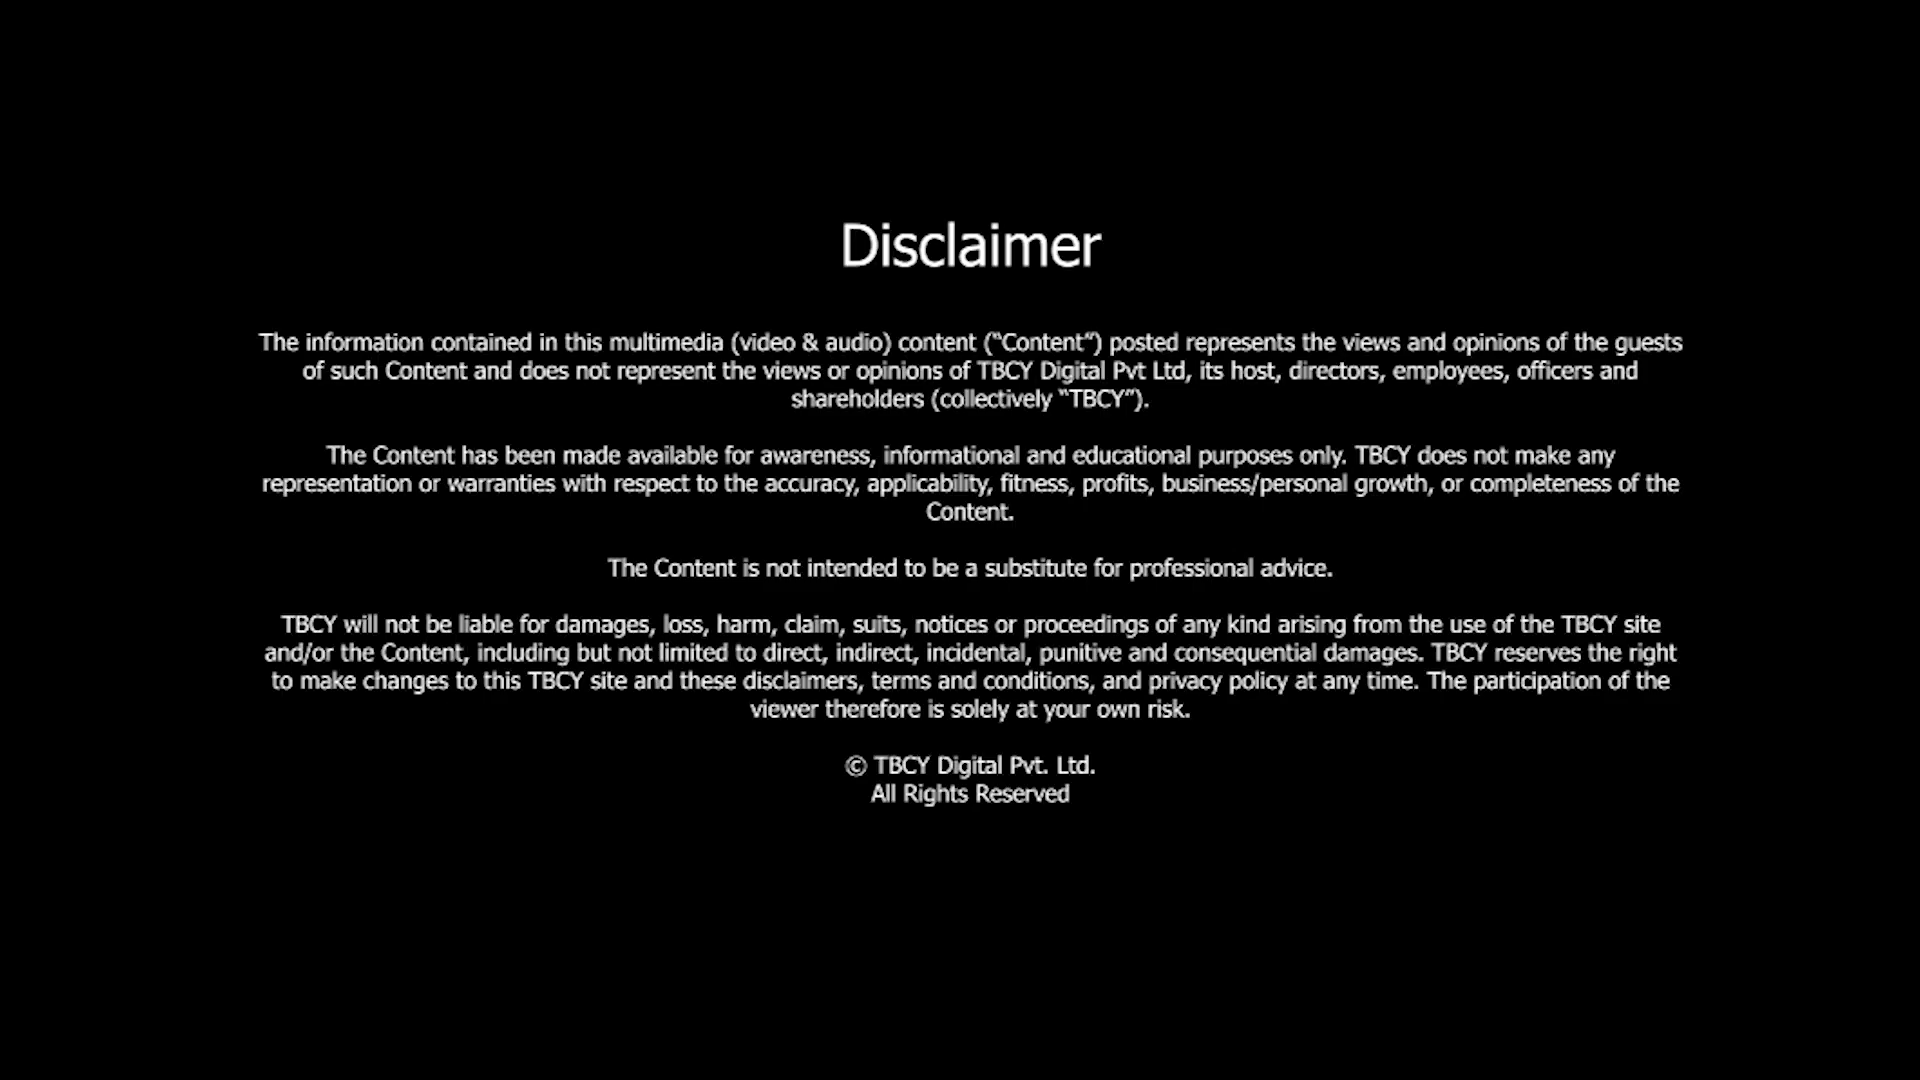 Disclaimer
The information contained in this multimedia (video & audio) content (“Content”) posted represents the views and opinions of the guests
of such Content and does not represent the views or opinions of TBCY Digital Pvt Ltd, its host, directors, employees, officers and
shareholders (collectively “TBCY”).
The Content has been made available for awareness, informational and educational purposes only. TBCY does not make any
representation or warranties with respect to the accuracy, applicability, fitness, profits, business/personal growth, or completeness of the
Content.
The Content is not intended to be a substitute for professional advice.
TBCY will not be liable for damages, loss, harm, claim, suits, notices or proceedings of any kind arising from the use of the TBCY site
and/or the Content, including but not limited to direct, indirect, incidental, punitive and consequential damages. TBCY reserves the right
to make changes to this TBCY site and these disclaimers, terms and conditions, and privacy policy at any time. The participation of the
viewer therefore is solely at your own risk.
© TBCY Digital Pvt. Ltd.
All Rights Reserved